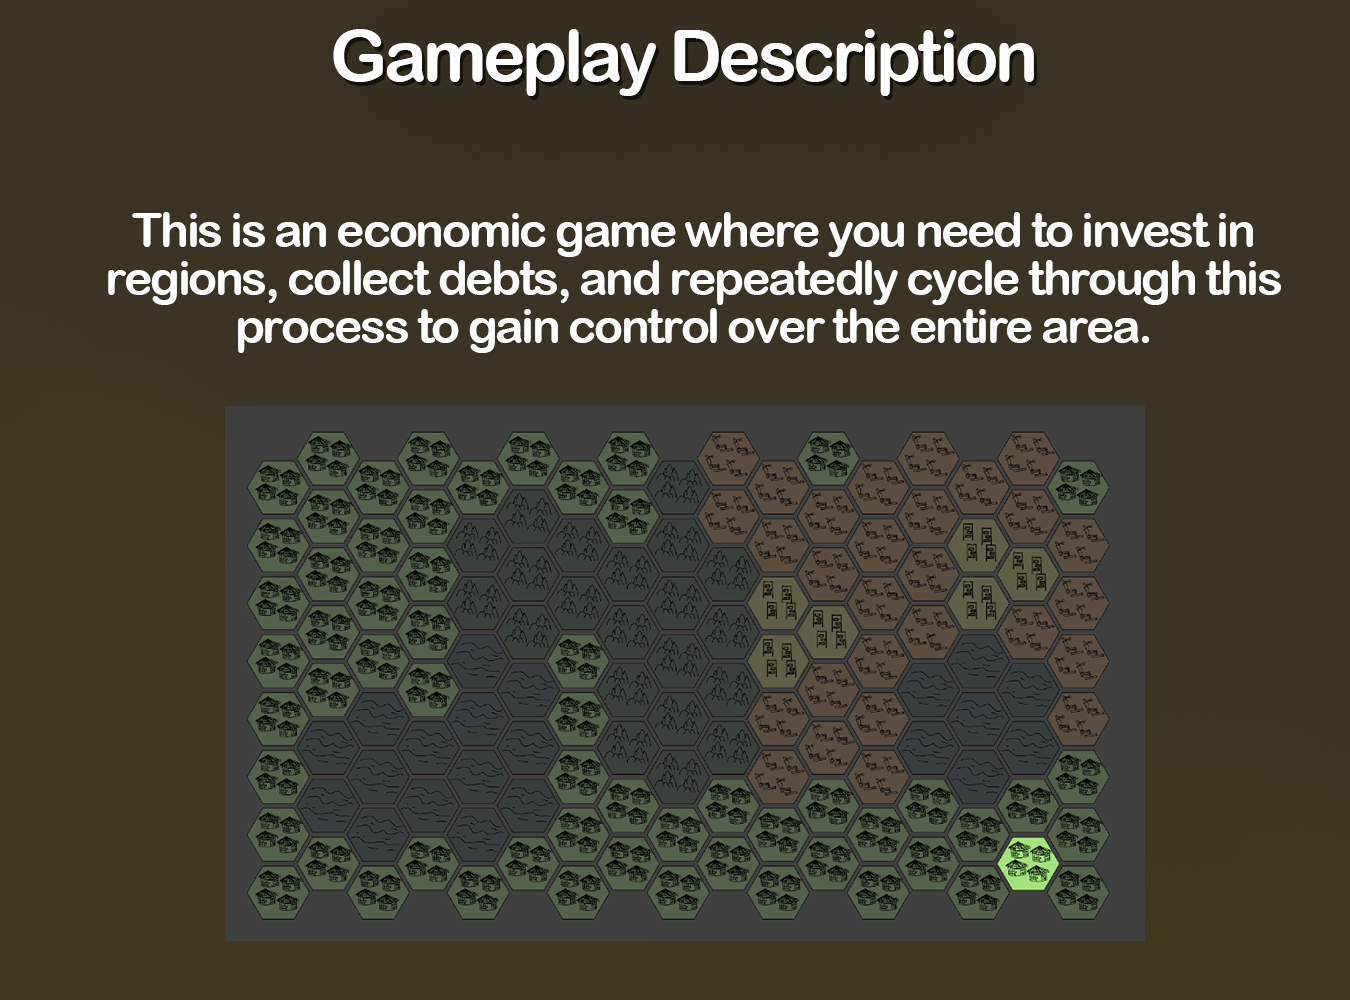 Gameplay Description
This is an economic game where you need to invest in
regions, collect debts, and repeatedly cycle through this
process to gain control over the entire area.